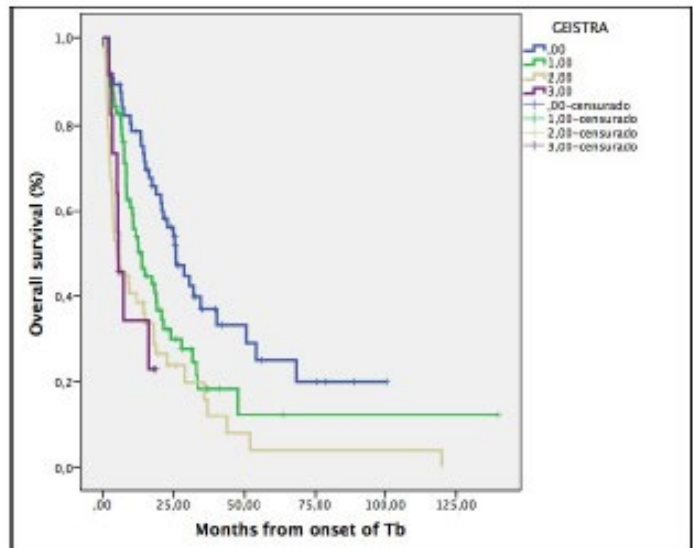 GEISTRA
,00
1,00
2,00
3,00
,00-censurado
1,00-censurado
2,00-censurado
3,00-censurado
Overall survival (%)
1,0
0,8
0,6
0,4
0,2
0,0
,00 25,00 50,00 75,00 100,00 125,00
Months from onset of Tb